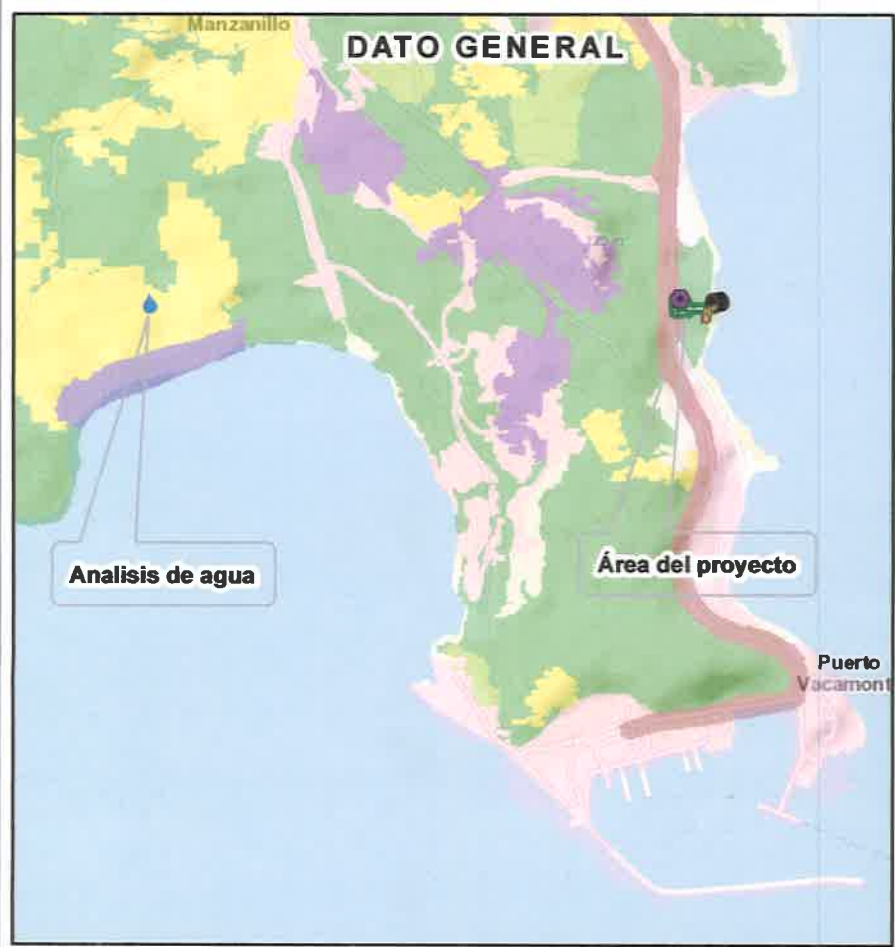 Manzanillo
DATO GENERAL
Analisis de agua
Área del proyecto
Puerto
Vacamont